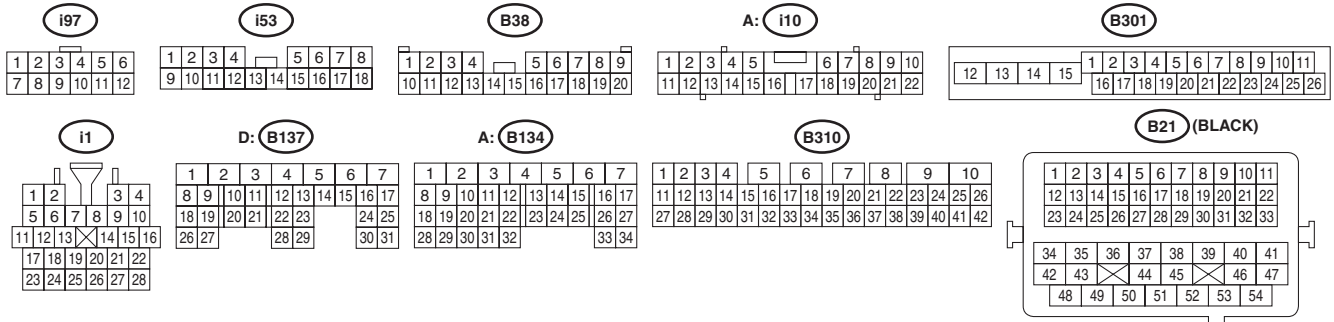 i97 i53 B38 A: i10 B301
1 2 3 4 5 6
7 8 9 10 11 12
1 2 3 4 5 6 7 8
9 10 11 12 13 14 15 16 17 18
1 2 3 4 5 6 7 8 9
10 11 12 13 14 15 16 17 18 19 20
1 2 3 4 5 6 7 8 9 10
11 12 13 14 15 16 17 18 19 20 21 22
1 2 3 4 5 6 7 8 9 10 11
12 13 14 15
16 17 18 19 20 21 22 23 24 25 26
i1 D: B137 A: B134 B310 B21 (BLACK)
1 2 3 4
5 6 7 8 9 10
11 12 13 14 15 16
17 18 19 20 21 22
23 24 25 26 27 28
1 2 3 4 5 6 7
8 9 10 11 12 13 14 15 16 17
18 19 20 21 22 23 24 25
26 27 28 29 30 31
1 2 3 4 5 6 7
8 9 10 11 12 13 14 15 16 17
18 19 20 21 22 23 24 25 26 27
28 29 30 31 32 33 34
1 2 3 4 5 6 7 8 9 10
11 12 13 14 15 16 17 18 19 20 21 22 23 24 25 26
27 28 29 30 31 32 33 34 35 36 37 38 39 40 41 42
1 2 3 4 5 6 7 8 9 10 11
12 13 14 15 16 17 18 19 20 21 22
23 24 25 26 27 28 29 30 31 32 33
34 35 36 37 38 39 40 41
42 43 44 45 46 47
48 49 50 51 52 53 54